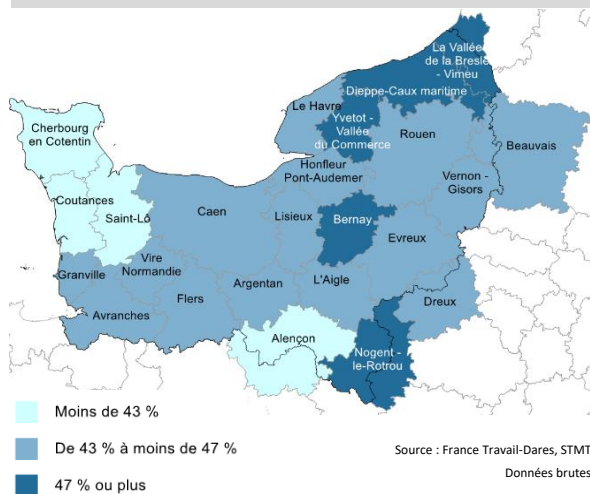 La Vallée
de la Bresle
- Vimeu
Dieppe-Caux maritime
Le Havre
Yvetot -
Vallée
du Commerce
Rouen
Beauvais
Cherbourg
en Cotentin
Honfleur
Pont-Audemer
Vernon -
Gisors
Coutances
Saint-Lô
Caen
Lisieux
Bernay
Evreux
Vire
Normandie
Granville
Argentan
L'Aigle
Flers
Dreux
Avranches
Alençon
Nogent -
le-Rotrou
Moins de 43 %
De 43 % à moins de 47 %
47 % ou plus
Source : France Travail-Dares, STMT
Données brutes